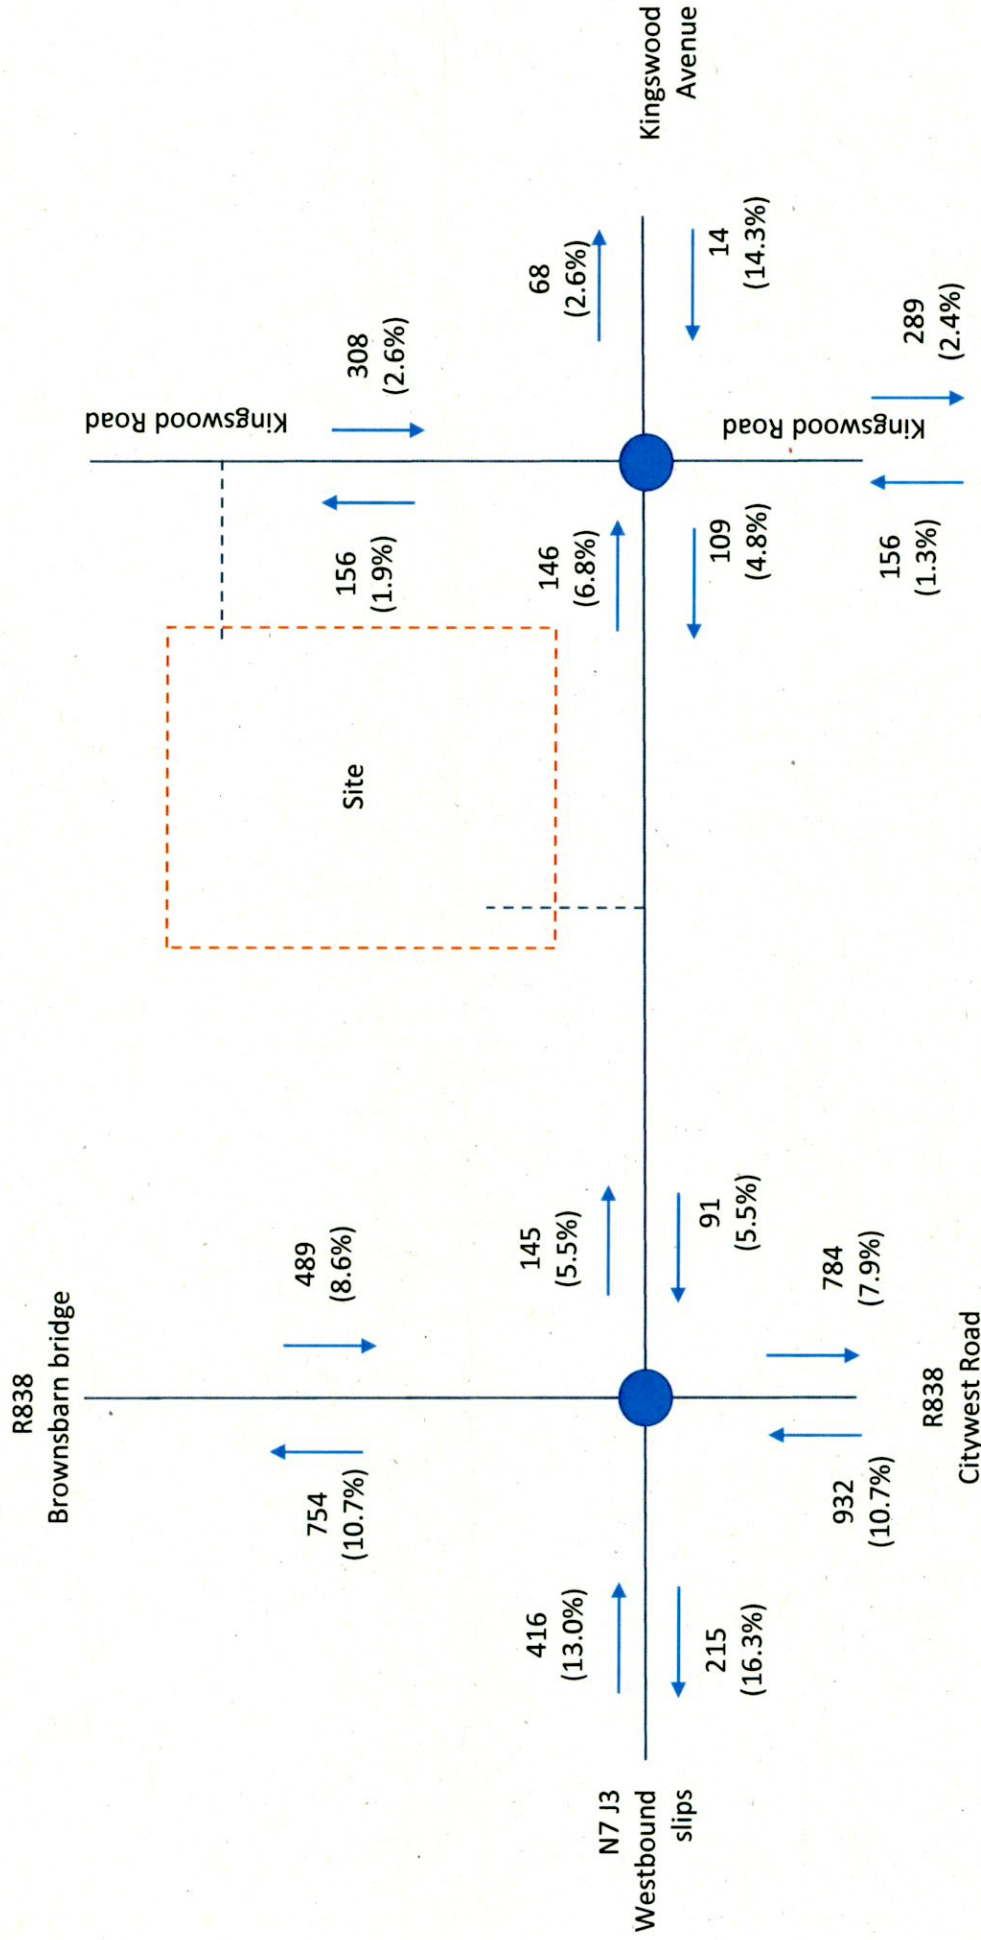 R838
Brownsbarn bridge
754
(10.7%)
489
(8.6%)
416
(13.0%)
215
(16.3%)
N7 J3
Westbound
slips
145
(5.5%)
91
(5.5%)
932
(10.7%)
784
(7.9%)
R838
Citywest Road
Site
Kingswood Road
156
(1.9%)
308
(2.6%)
146
(6.8%)
109
(4.8%)
68
(2.6%)
14
(14.3%)
Kingswood
Avenue
Kingswood Road
156
(1.3%)
289
(2.4%)